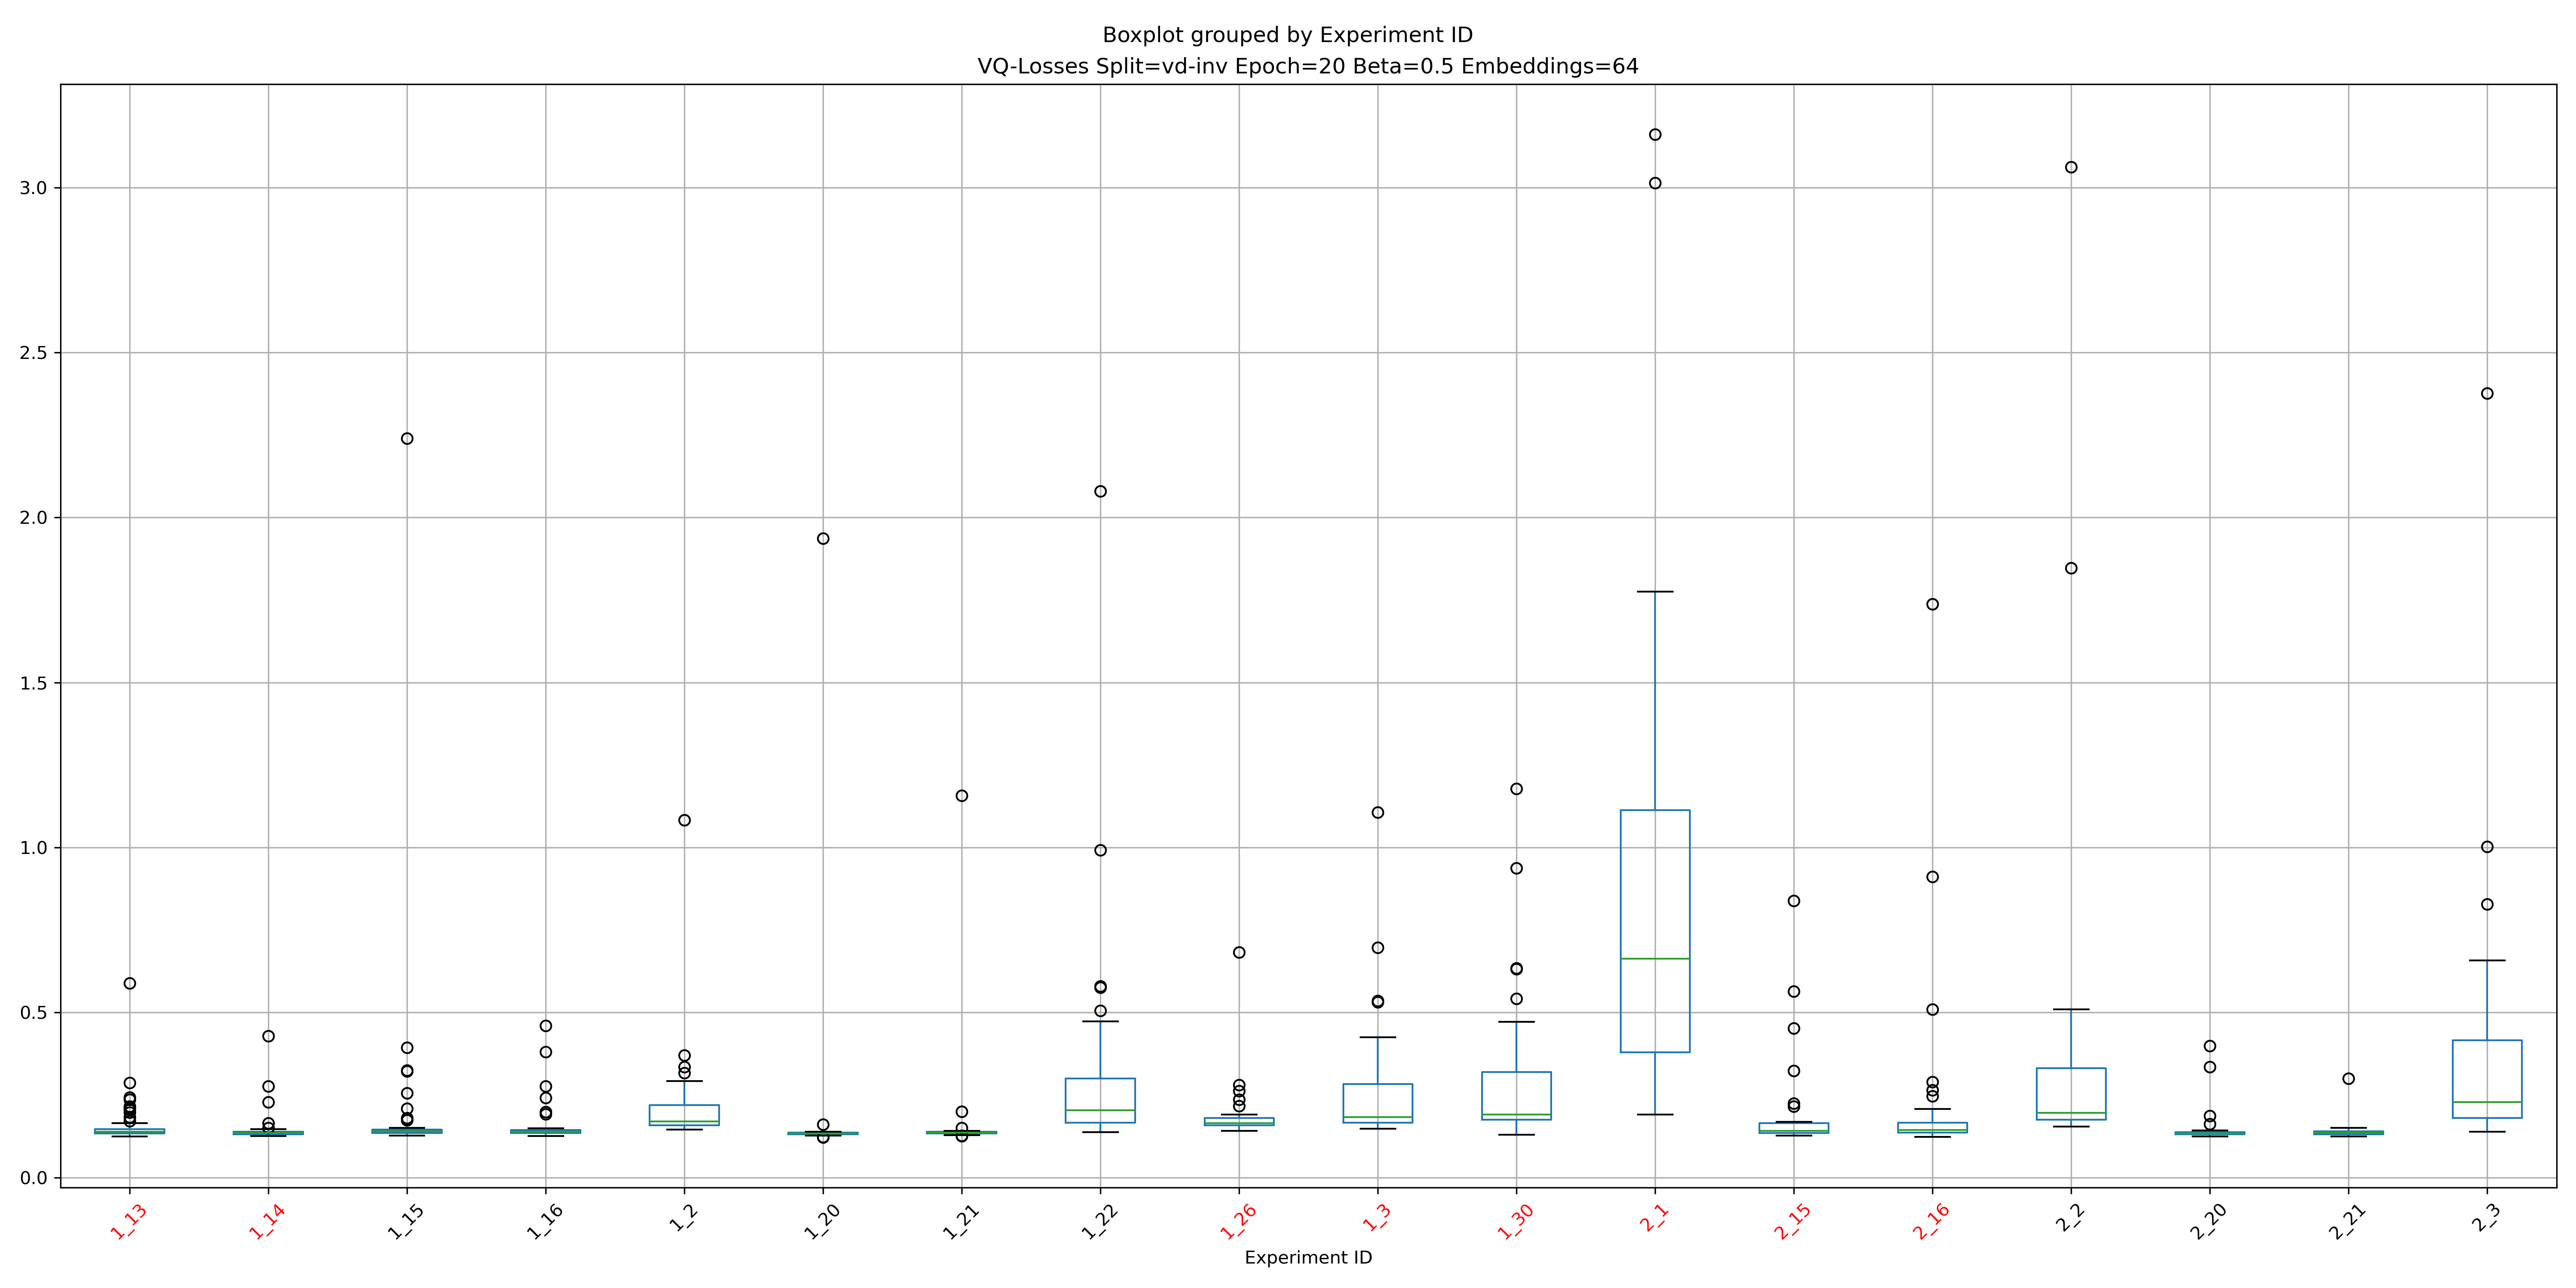 Boxplot grouped by Experiment ID
VQ-Losses Split=vd-inv Epoch=20 Beta=0.5 Embeddings=64
3.0
2.5
2.0
1.5
1.0
0.5
0.0
1_13 1_14 1_15 1_16 1_2 1_20 1_21 1_22 1_26 1_3 1_30 2_1 2_15 2_16 2_2 2_20 2_21 2_3
Experiment ID